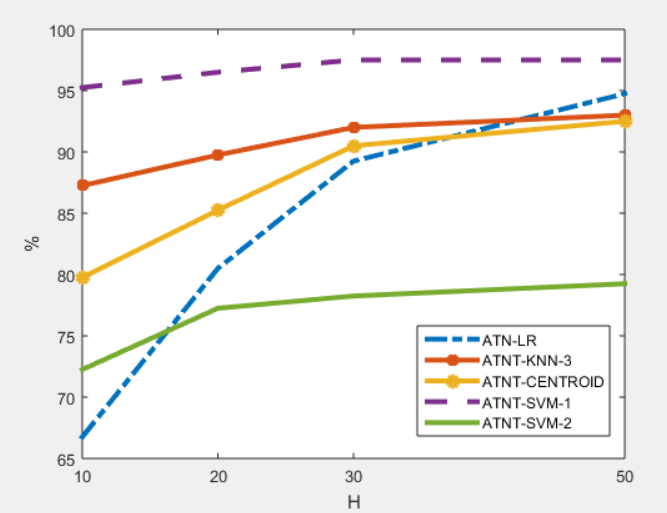 100
95
90
85
80
75
70
65
%
10
20
30
50
H
ATN-LR
ATNT-KNN-3
ATNT-CENTROID
ATNT-SVM-1
ATNT-SVM-2